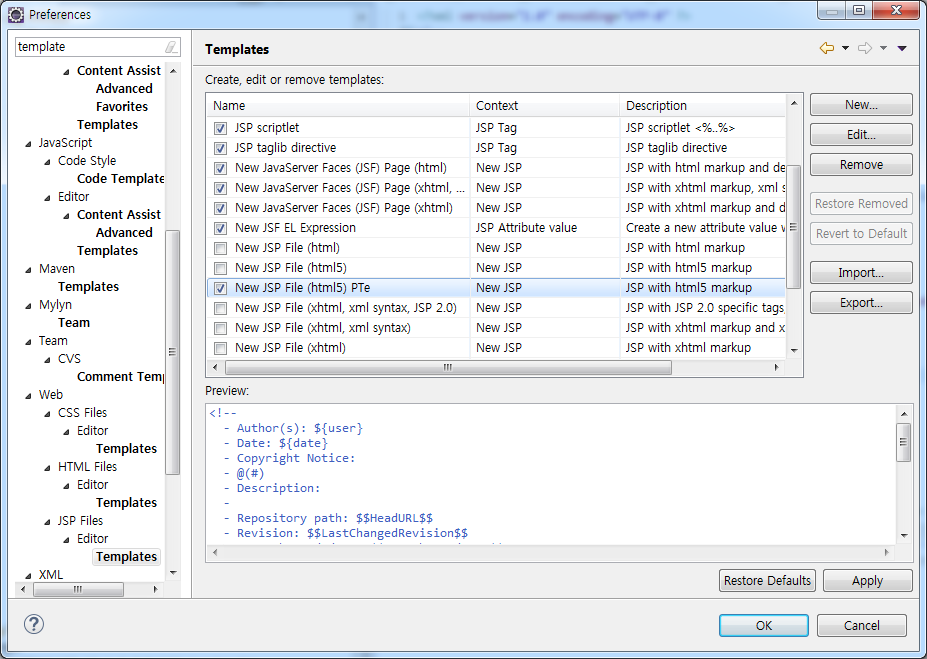 Preferences
template
Content Assist
Advanced
Favorites
Templates
JavaScript
Code Style
Code Template
Editor
Content Assist
Advanced
Templates
Maven
Templates
Mylyn
Team
Team
CVS
Comment Temp
Web
CSS Files
Editor
Templates
HTML Files
Editor
Templates
JSP Files
Editor
Templates
XML
Templates
Create, edit or remove templates:
Name Context Description
JSP scriptlet JSP Tag JSP scriptlet <%..%>
JSP taglib directive JSP Tag JSP taglib directive
New JavaServer Faces (JSF) Page (html) New JSP JSP with html markup and de
New JavaServer Faces (JSF) Page (xhtml, ... New JSP JSP with xhtml markup, xml s
New JavaServer Faces (JSF) Page (xhtml) New JSP JSP with xhtml markup and d
New JSF EL Expression JSP Attribute value Create a new attribute value w
New JSP File (html) New JSP JSP with html markup
New JSP File (html5) New JSP JSP with html5 markup
New JSP File (html5) PTe New JSP JSP with html5 markup
New JSP File (xhtml, xml syntax, JSP 2.0) New JSP JSP with JSP 2.0 specific tags,
New JSP File (xhtml, xml syntax) New JSP JSP with xhtml markup and x
New JSP File (xhtml) New JSP JSP with xhtml markup
New...
Edit...
Remove
Restore Removed
Revert to Default
Import...
Export...
Preview:
<!--
- Author(s): ${user}
- Date: ${date}
- Copyright Notice:
- @(#)
- Description:
-
- Repository path: $$HeadURL$$
- Revision: $$LastChangedRevision$$
Restore Defaults
Apply
OK
Cancel